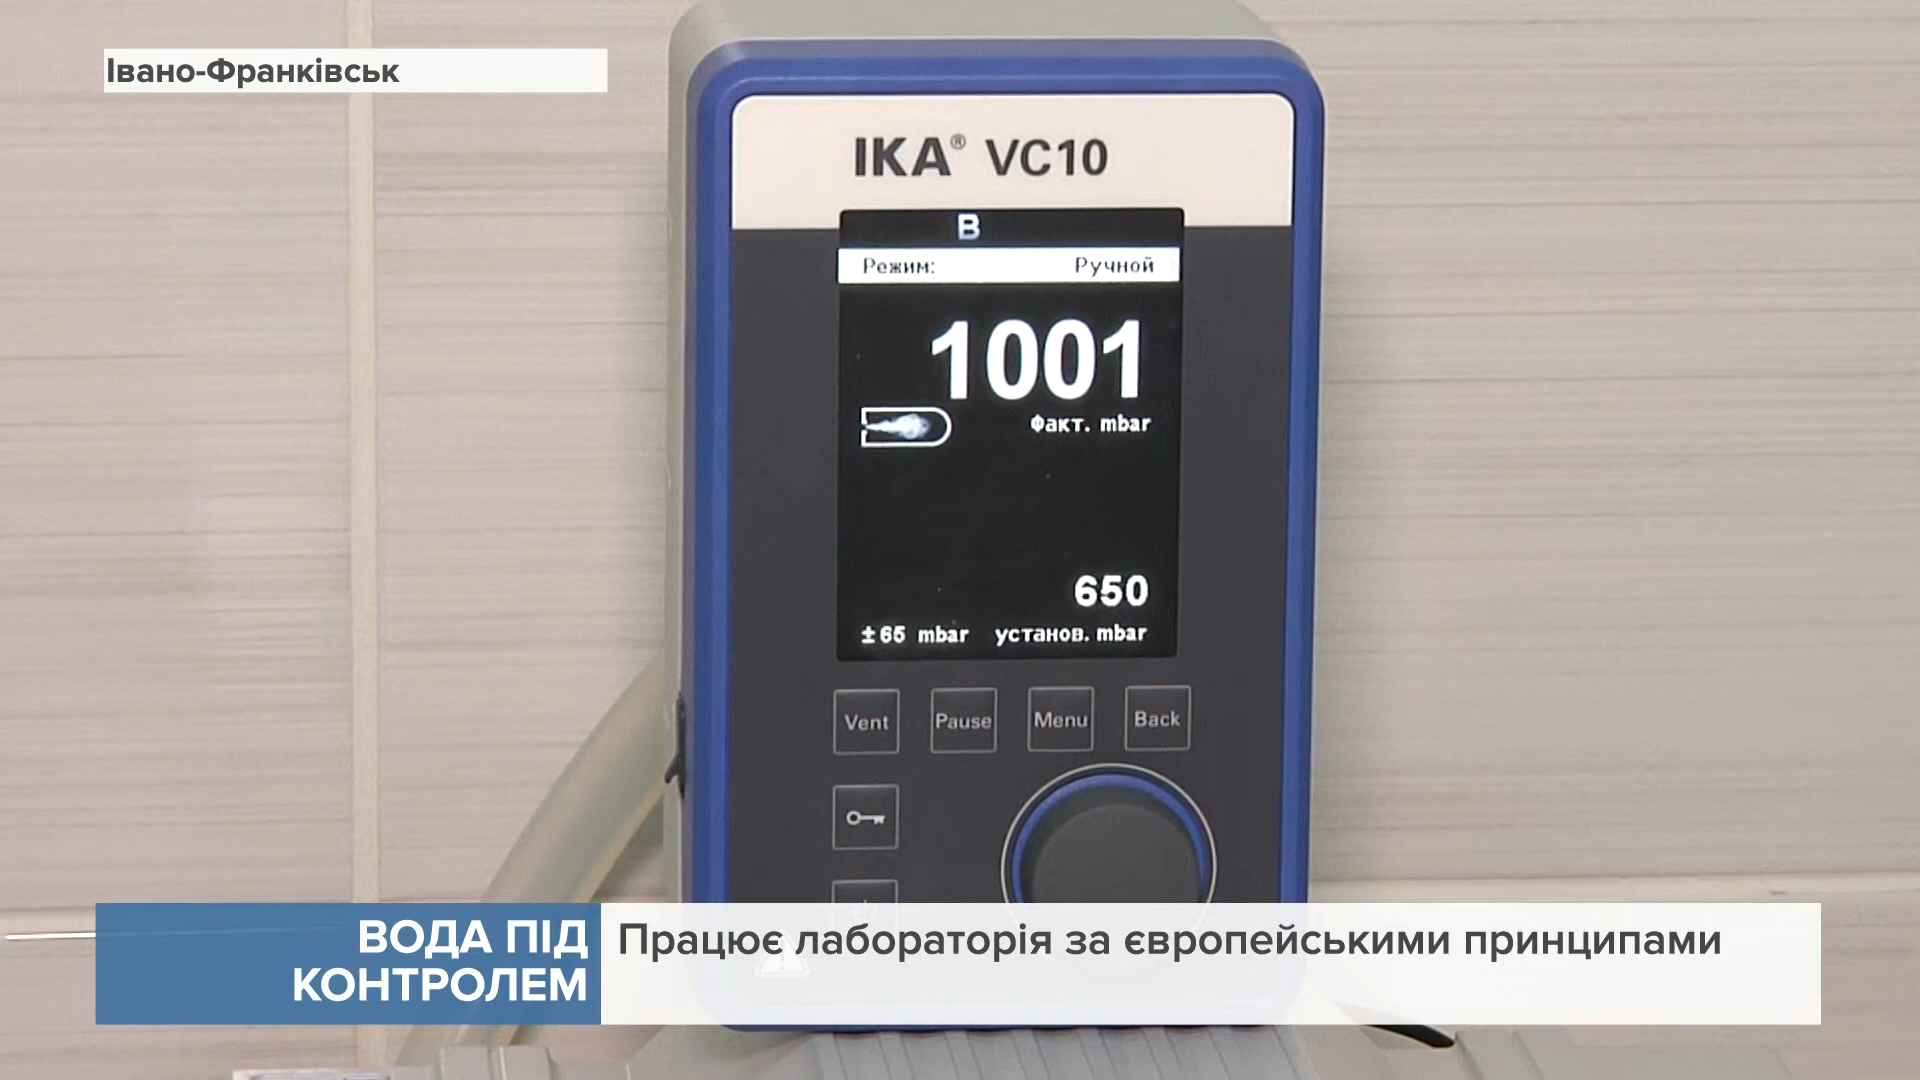 Івано-Франківськ
IKA® VC10
B
Режим: Ручной
1001
Факт. mbar
650
±65 mbar установ. mbar
Vent Pause Menu Back
ВОДА ПІД
КОНТРОЛЕМ
Працює лабораторія за європейськими принципами